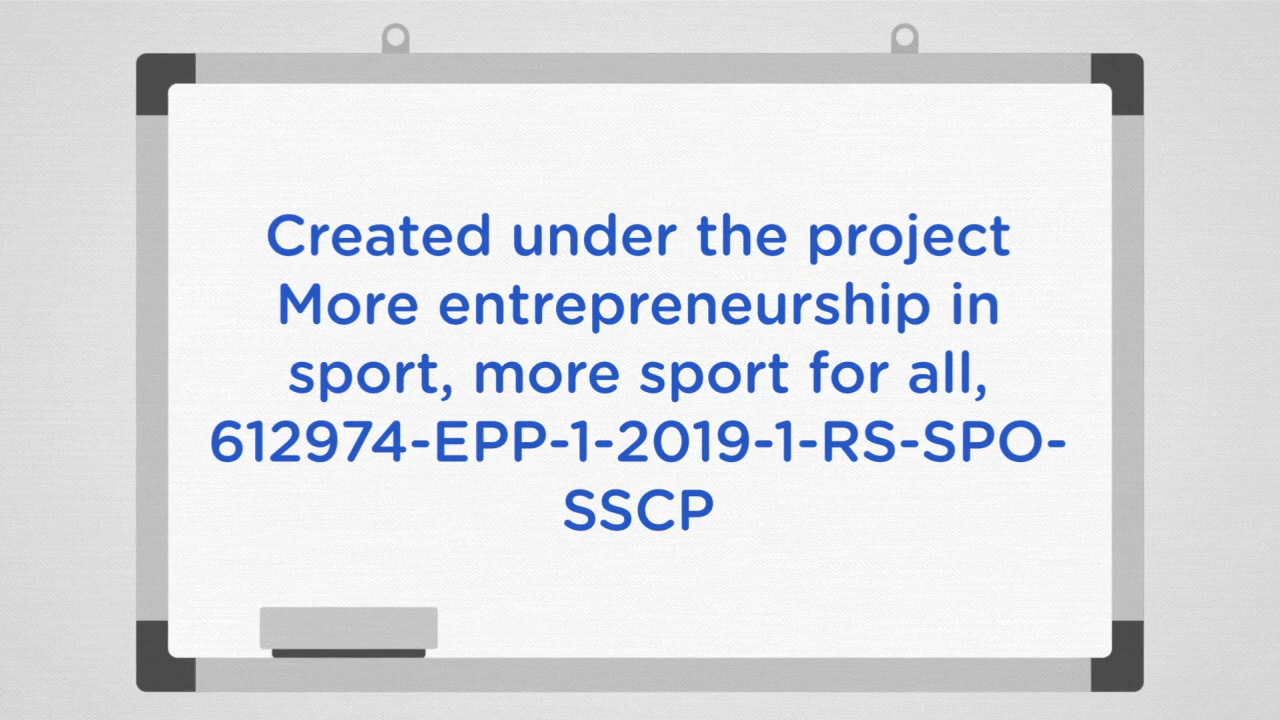 Created under the project
More entrepreneurship in
sport, more sport for all,
612974-EPP-1-2019-1-RS-SPO-
SSCP